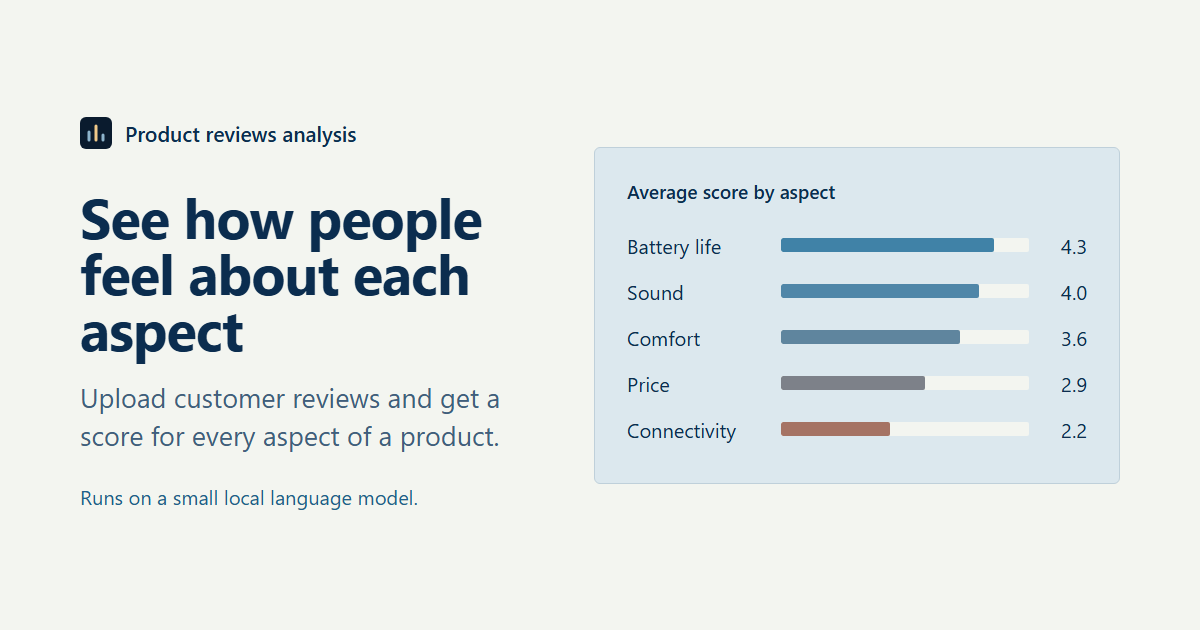 Product reviews analysis
See how people
feel about each
aspect
Upload customer reviews and get a
score for every aspect of a product.
Runs on a small local language model.
Average score by aspect
Battery life 4.3
Sound 4.0
Comfort 3.6
Price 2.9
Connectivity 2.2